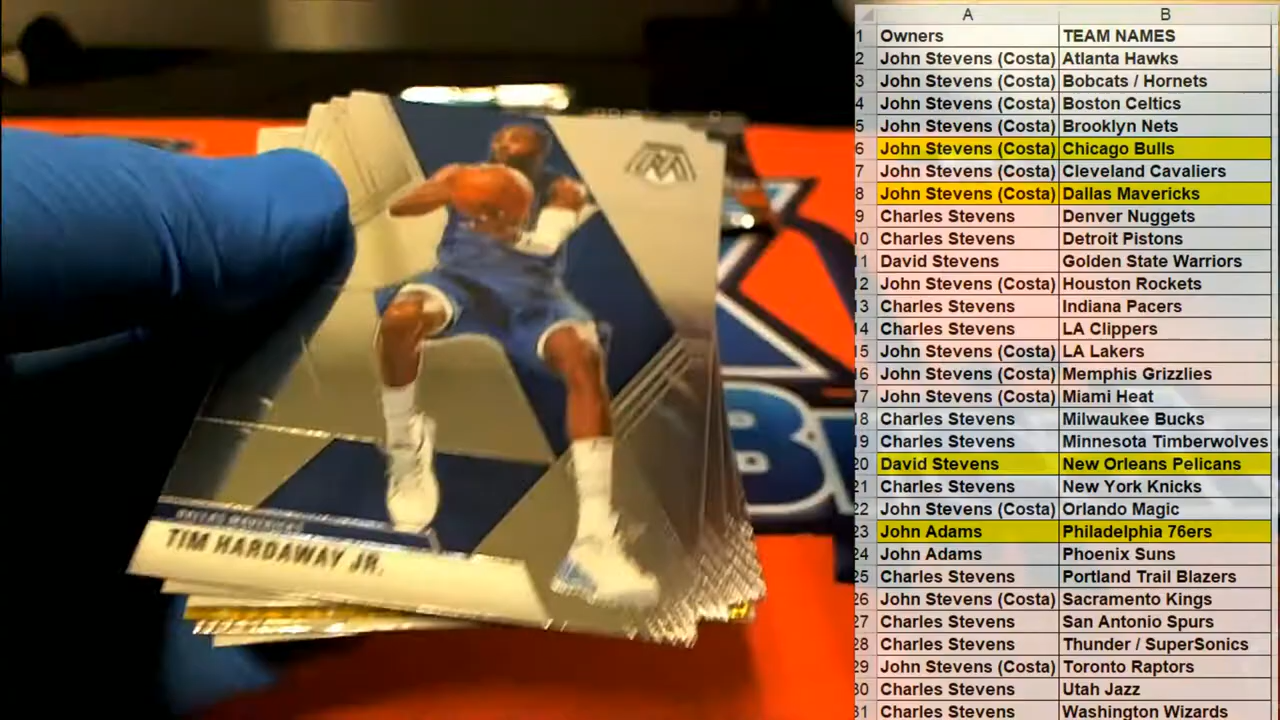 DALLAS MAVERICKS
TIM HARDAWAY JR.
A B
1 Owners TEAM NAMES
2 John Stevens (Costa) Atlanta Hawks
3 John Stevens (Costa) Bobcats / Hornets
4 John Stevens (Costa) Boston Celtics
5 John Stevens (Costa) Brooklyn Nets
6 John Stevens (Costa) Chicago Bulls
7 John Stevens (Costa) Cleveland Cavaliers
8 John Stevens (Costa) Dallas Mavericks
9 Charles Stevens Denver Nuggets
10 Charles Stevens Detroit Pistons
11 David Stevens Golden State Warriors
12 John Stevens (Costa) Houston Rockets
13 Charles Stevens Indiana Pacers
14 Charles Stevens LA Clippers
15 John Stevens (Costa) LA Lakers
16 John Stevens (Costa) Memphis Grizzlies
17 John Stevens (Costa) Miami Heat
18 Charles Stevens Milwaukee Bucks
19 Charles Stevens Minnesota Timberwolves
20 David Stevens New Orleans Pelicans
21 Charles Stevens New York Knicks
22 John Stevens (Costa) Orlando Magic
23 John Adams Philadelphia 76ers
24 John Adams Phoenix Suns
25 Charles Stevens Portland Trail Blazers
26 John Stevens (Costa) Sacramento Kings
27 Charles Stevens San Antonio Spurs
28 Charles Stevens Thunder / SuperSonics
29 John Stevens (Costa) Toronto Raptors
30 Charles Stevens Utah Jazz
31 Charles Stevens Washington Wizards